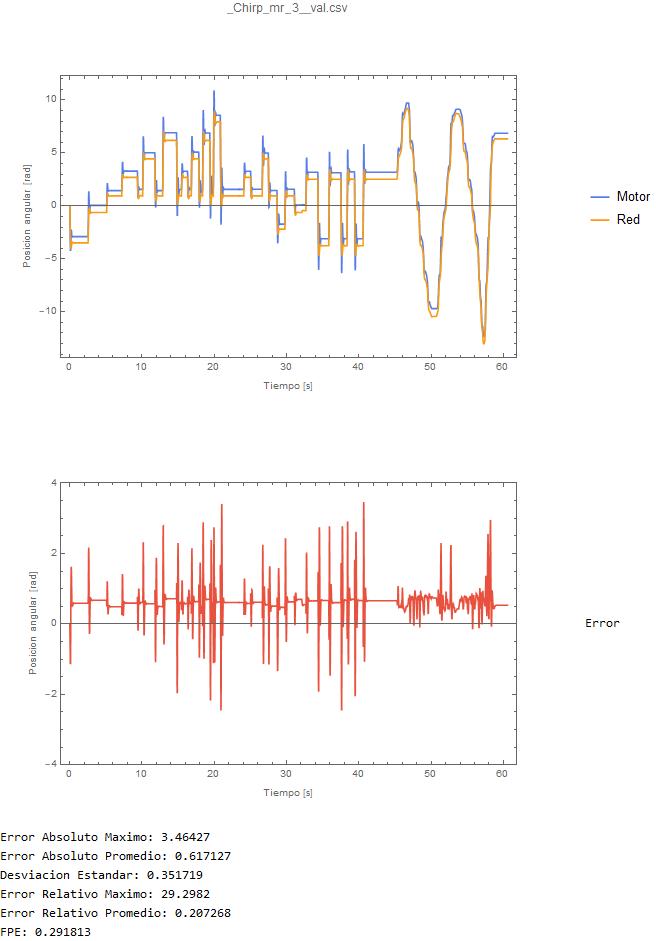 _Chirp_mr_3__val.csv
10
5
0
−5
−10
Posicion angular [rad]
0 10 20 30 40 50 60
Tiempo [s]
Motor
Red
4
2
0
−2
−4
Posicion angular [rad]
0 10 20 30 40 50 60
Tiempo [s]
Error
Error Absoluto Maximo: 3.46427
Error Absoluto Promedio: 0.617127
Desviacion Estandar: 0.351719
Error Relativo Maximo: 29.2982
Error Relativo Promedio: 0.207268
FPE: 0.291813